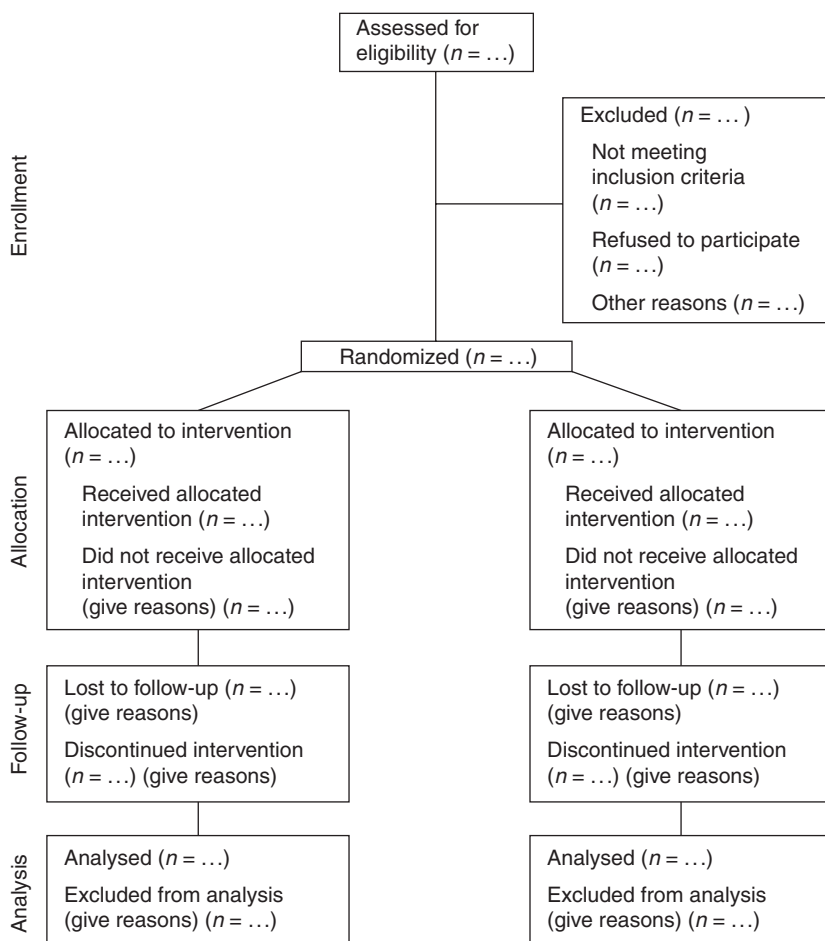 Assessed for
eligibility (n = …)
Enrollment
Excluded (n = … )
Not meeting
inclusion criteria
(n = …)
Refused to participate
(n = …)
Other reasons (n = …)
Randomized (n = …)
Allocation
Allocated to intervention
(n = …)
Received allocated
intervention (n = …)
Did not receive allocated
intervention
(give reasons) (n = …)
Allocated to intervention
(n = …)
Received allocated
intervention (n = …)
Did not receive allocated
intervention
(give reasons) (n = …)
Follow-up
Lost to follow-up (n = …)
(give reasons)
Discontinued intervention
(n = …) (give reasons)
Lost to follow-up (n = …)
(give reasons)
Discontinued intervention
(n = …) (give reasons)
Analysis
Analysed (n = …)
Excluded from analysis
(give reasons) (n = …)
Analysed (n = …)
Excluded from analysis
(give reasons) (n = …)